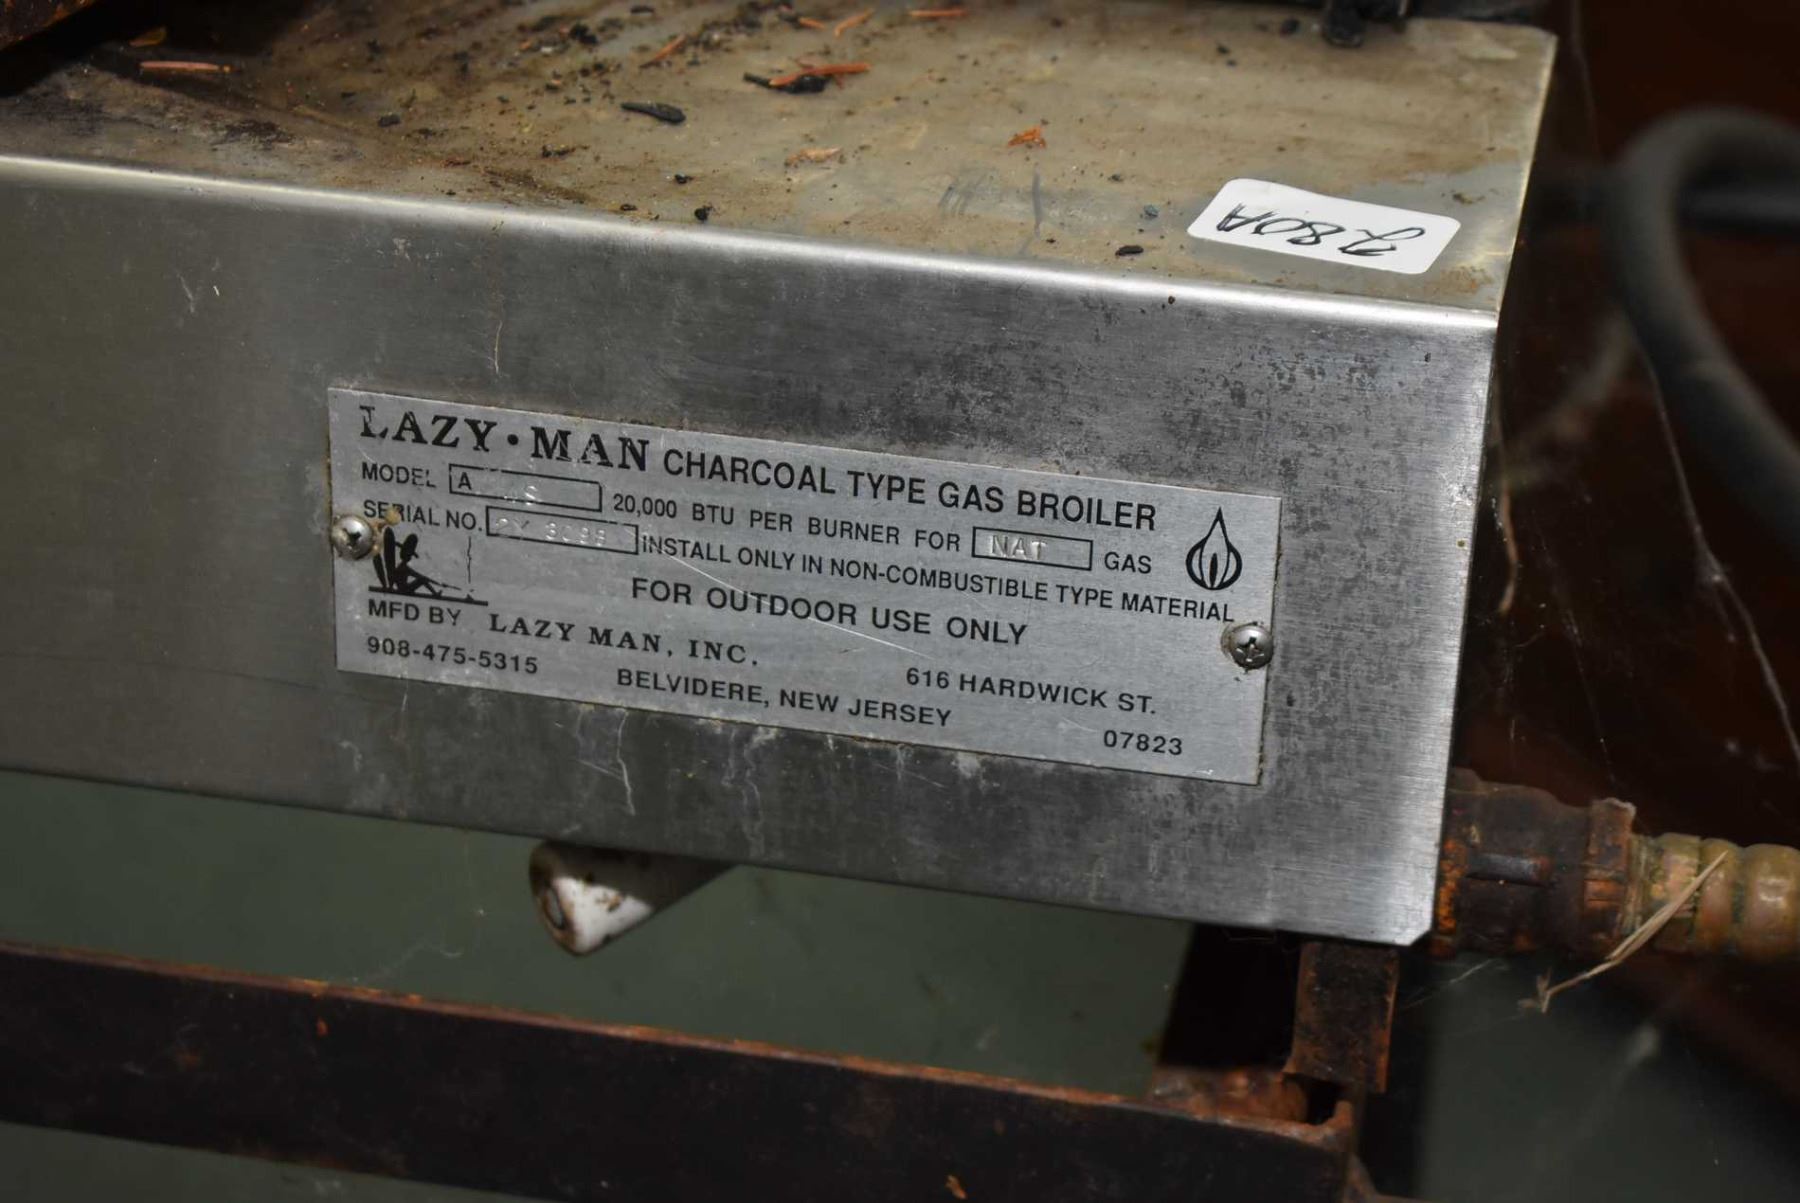 280A
LAZY·MAN CHARCOAL TYPE GAS BROILER
MODEL A S 20,000 BTU PER BURNER FOR NAT GAS
SERIAL NO. INSTALL ONLY IN NON-COMBUSTIBLE TYPE MATERIAL
FOR OUTDOOR USE ONLY
MFD BY LAZY MAN, INC. 616 HARDWICK ST.
908-475-5315 BELVIDERE, NEW JERSEY 07823